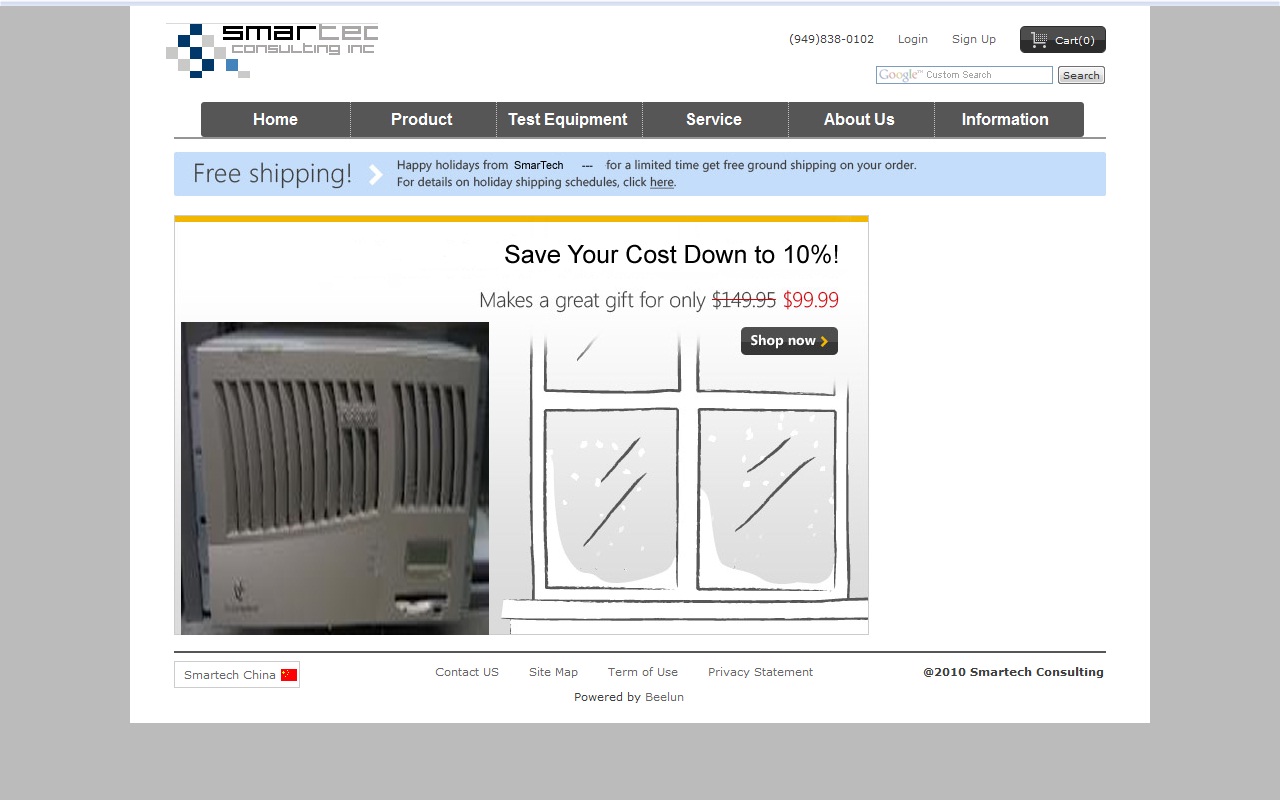 smartec
consulting inc
(949)838-0102 Login Sign Up Cart(0)
Google™ Custom Search Search
Home Product Test Equipment Service About Us Information
Free shipping! Happy holidays from SmarTech --- for a limited time get free ground shipping on your order.
For details on holiday shipping schedules, click here.
Save Your Cost Down to 10%!
Makes a great gift for only $149.95 $99.99
Shop now
Smartech China Contact US Site Map Term of Use Privacy Statement @2010 Smartech Consulting
Powered by Beelun